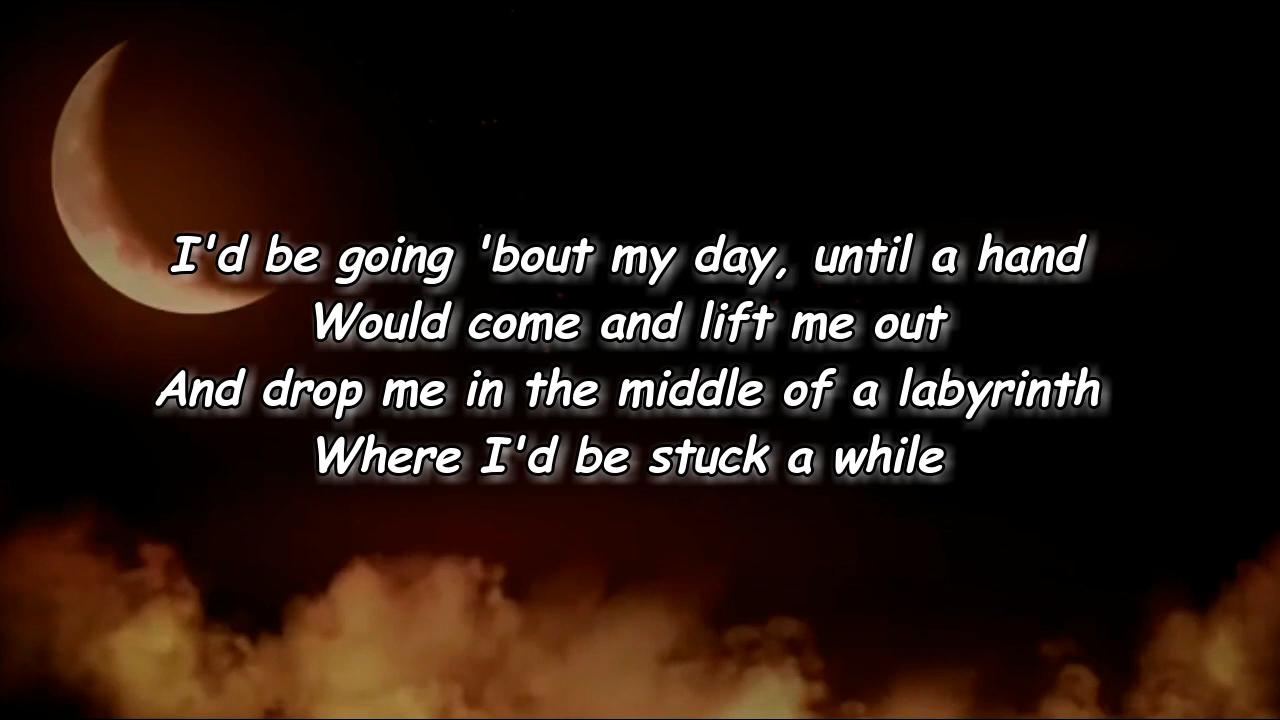 I'd be going 'bout my day, until a hand
Would come and lift me out
And drop me in the middle of a labyrinth
Where I'd be stuck a while